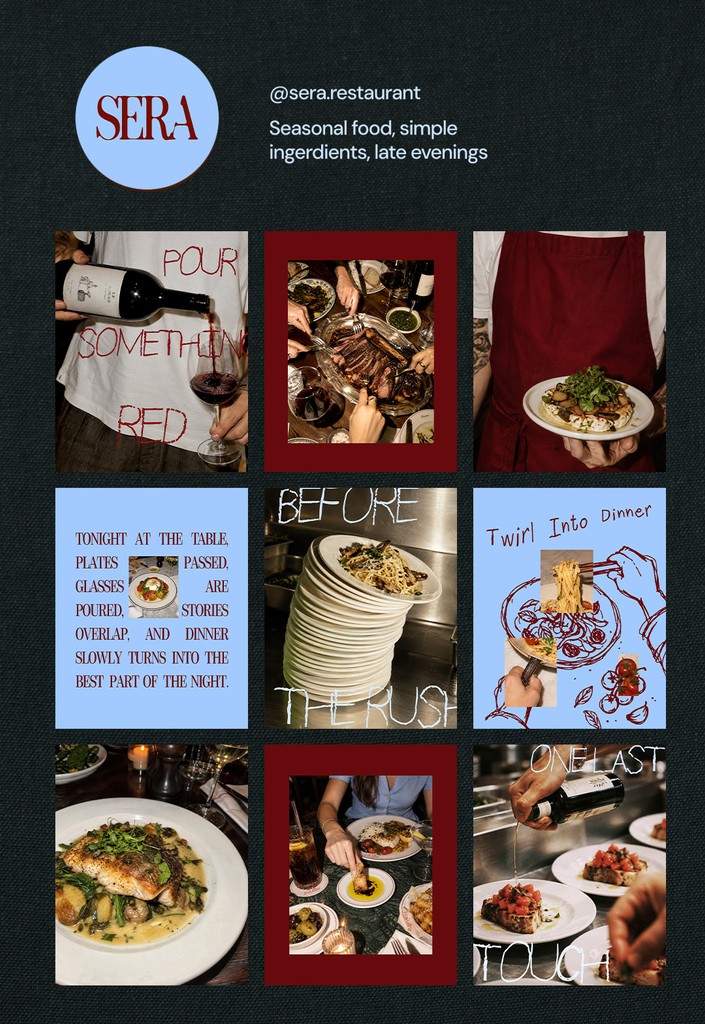 SERA
@sera.restaurant
Seasonal food, simple
ingerdients, late evenings
POUR
SOMETHING
RED
TONIGHT AT THE TABLE,
PLATES PASSED,
GLASSES ARE
POURED, STORIES
OVERLAP, AND DINNER
SLOWLY TURNS INTO THE
BEST PART OF THE NIGHT.
BEFORE
THE RUSH
Twirl Into Dinner
ONE LAST
TOUCH